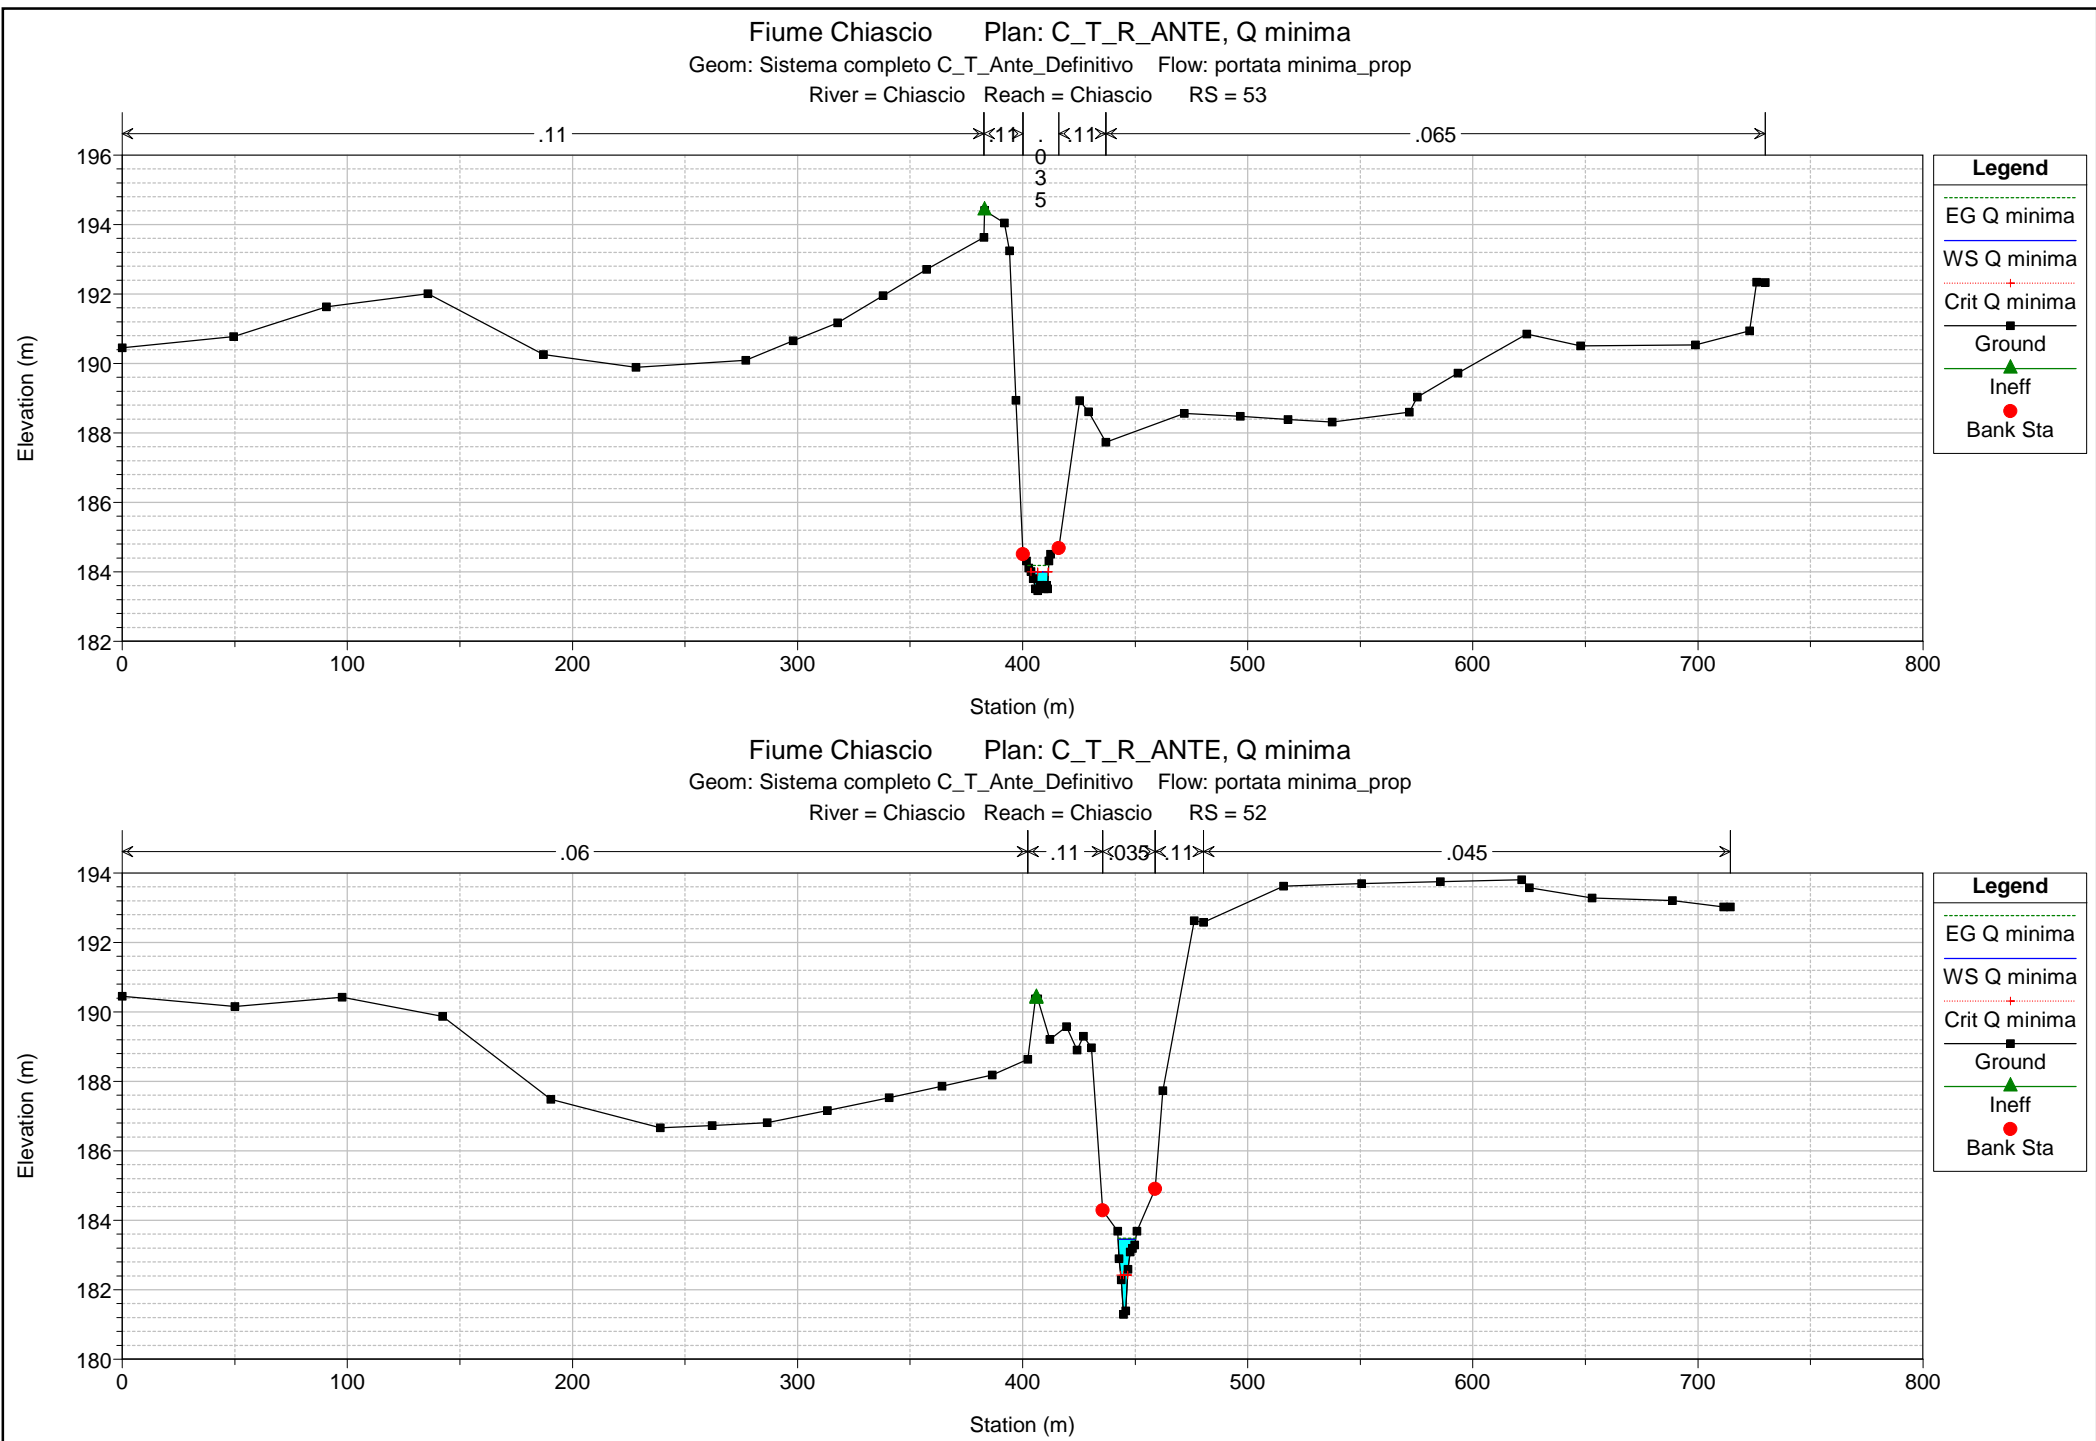 Fiume Chiascio Plan: C_T_R_ANTE, Q minima
Geom: Sistema completo C_T_Ante_Definitivo Flow: portata minima_prop
River = Chiascio Reach = Chiascio RS = 53
.11 .11 .035 .11 .065
Elevation (m)
196
194
192
190
188
186
184
182
0 100 200 300 400 500 600 700 800
Station (m)
Legend
EG Q minima
WS Q minima
Crit Q minima
Ground
Ineff
Bank Sta
Fiume Chiascio Plan: C_T_R_ANTE, Q minima
Geom: Sistema completo C_T_Ante_Definitivo Flow: portata minima_prop
River = Chiascio Reach = Chiascio RS = 52
.06 .11 .035 .11 .045
Elevation (m)
194
192
190
188
186
184
182
180
0 100 200 300 400 500 600 700 800
Station (m)
Legend
EG Q minima
WS Q minima
Crit Q minima
Ground
Ineff
Bank Sta